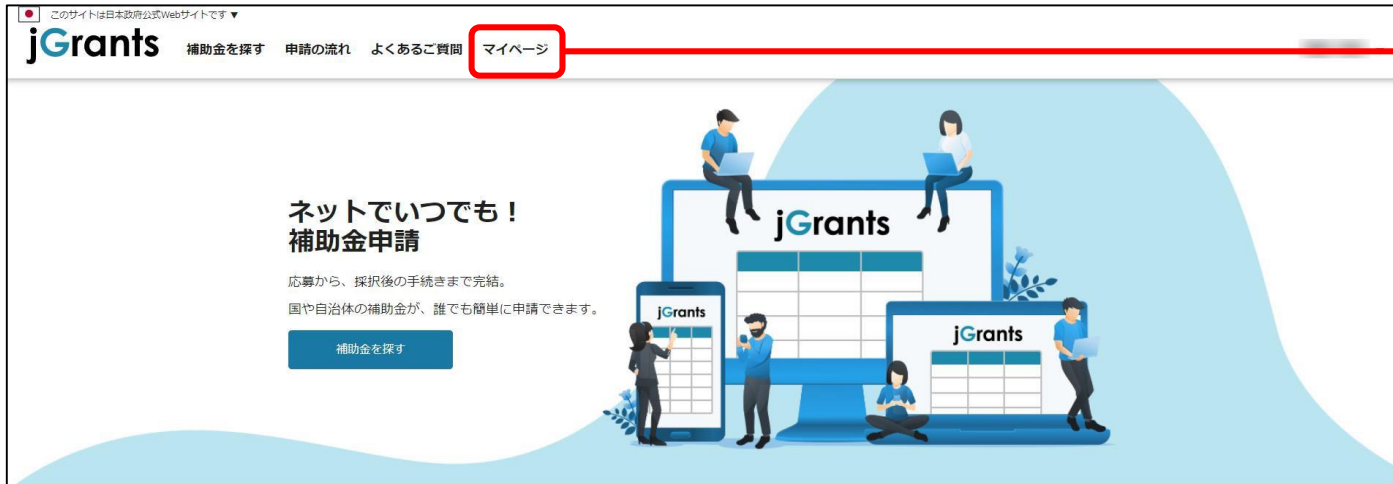 このサイトは日本政府公式Webサイトです ▼
jGrants 補助金を探す 申請の流れ よくあるご質問 マイページ
ネットでいつでも！
補助金申請
応募から、採択後の手続きまで完結。
国や自治体の補助金が、誰でも簡単に申請できます。
補助金を探す
jGrants
jGrants
jGrants